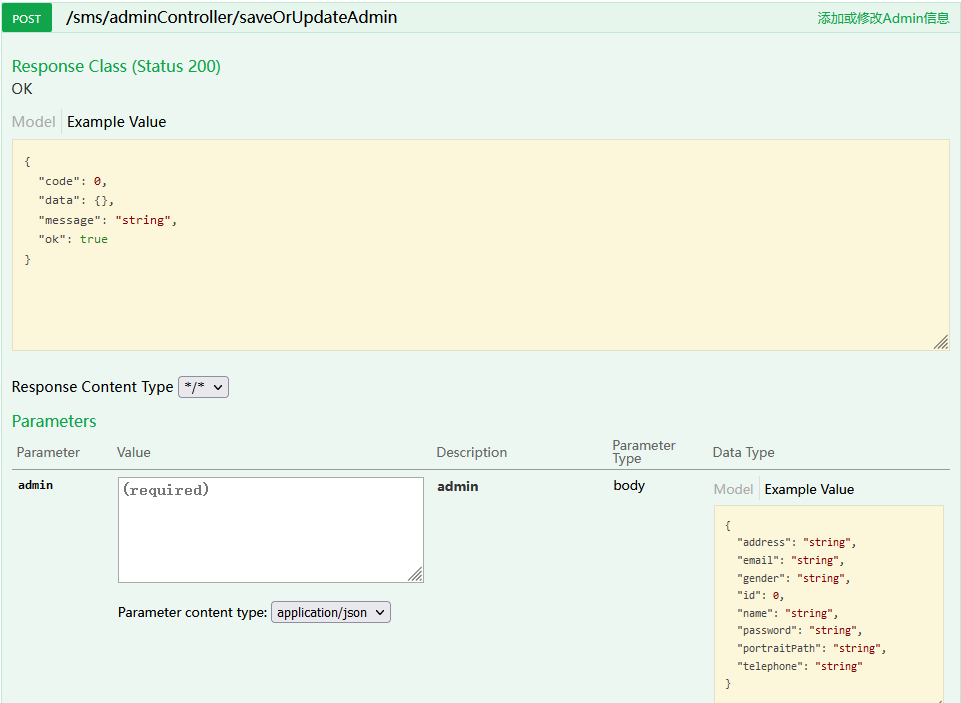 POST /sms/adminController/saveOrUpdateAdmin 添加或修改Admin信息
Response Class (Status 200)
OK
Model Example Value
{
"code": 0,
"data": {},
"message": "string",
"ok": true
}
Response Content Type */*
Parameters
Parameter Value Description Parameter Type Data Type
admin (required) admin body Model Example Value
{
"address": "string",
"email": "string",
"gender": "string",
"id": 0,
"name": "string",
"password": "string",
"portraitPath": "string",
"telephone": "string"
}
Parameter content type: application/json